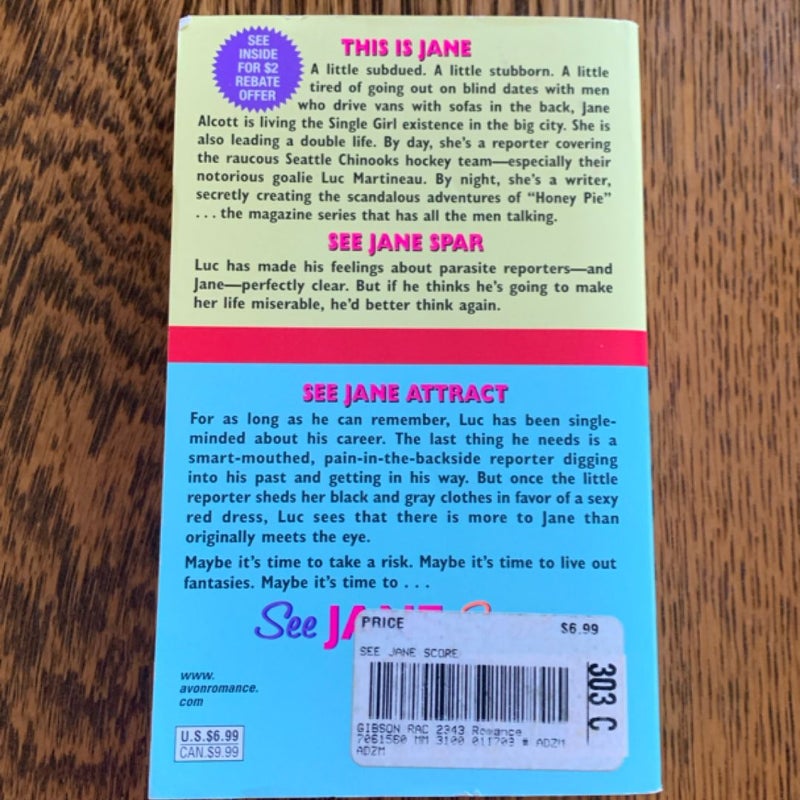 SEE
INSIDE
FOR $2
REBATE
OFFER
THIS IS JANE
A little subdued. A little stubborn. A little
tired of going out on blind dates with men
who drive vans with sofas in the back, Jane
Alcott is living the Single Girl existence in the big city. She is
also leading a double life. By day, she's a reporter covering
the raucous Seattle Chinooks hockey team—especially their
notorious goalie Luc Martineau. By night, she's a writer,
secretly creating the scandalous adventures of "Honey Pie"
. . . the magazine series that has all the men talking.
SEE JANE SPAR
Luc has made his feelings about parasite reporters—and
Jane—perfectly clear. But if he thinks he's going to make
her life miserable, he'd better think again.
SEE JANE ATTRACT
For as long as he can remember, Luc has been single-
minded about his career. The last thing he needs is a
smart-mouthed, pain-in-the-backside reporter digging
into his past and getting in his way. But once the little
reporter sheds her black and gray clothes in favor of a sexy
red dress, Luc sees that there is more to Jane than
originally meets the eye.
Maybe it's time to take a risk. Maybe it's time to live out
fantasies. Maybe it's time to . . .
See JANE
PRICE $6.99
SEE JANE SCORE
303 C
GIBSON RAC 2343 Romance
7061560 MM 3100 011703 # ADZM
ADZM
www.
avonromance.
com
U.S.$6.99
CAN.$9.99